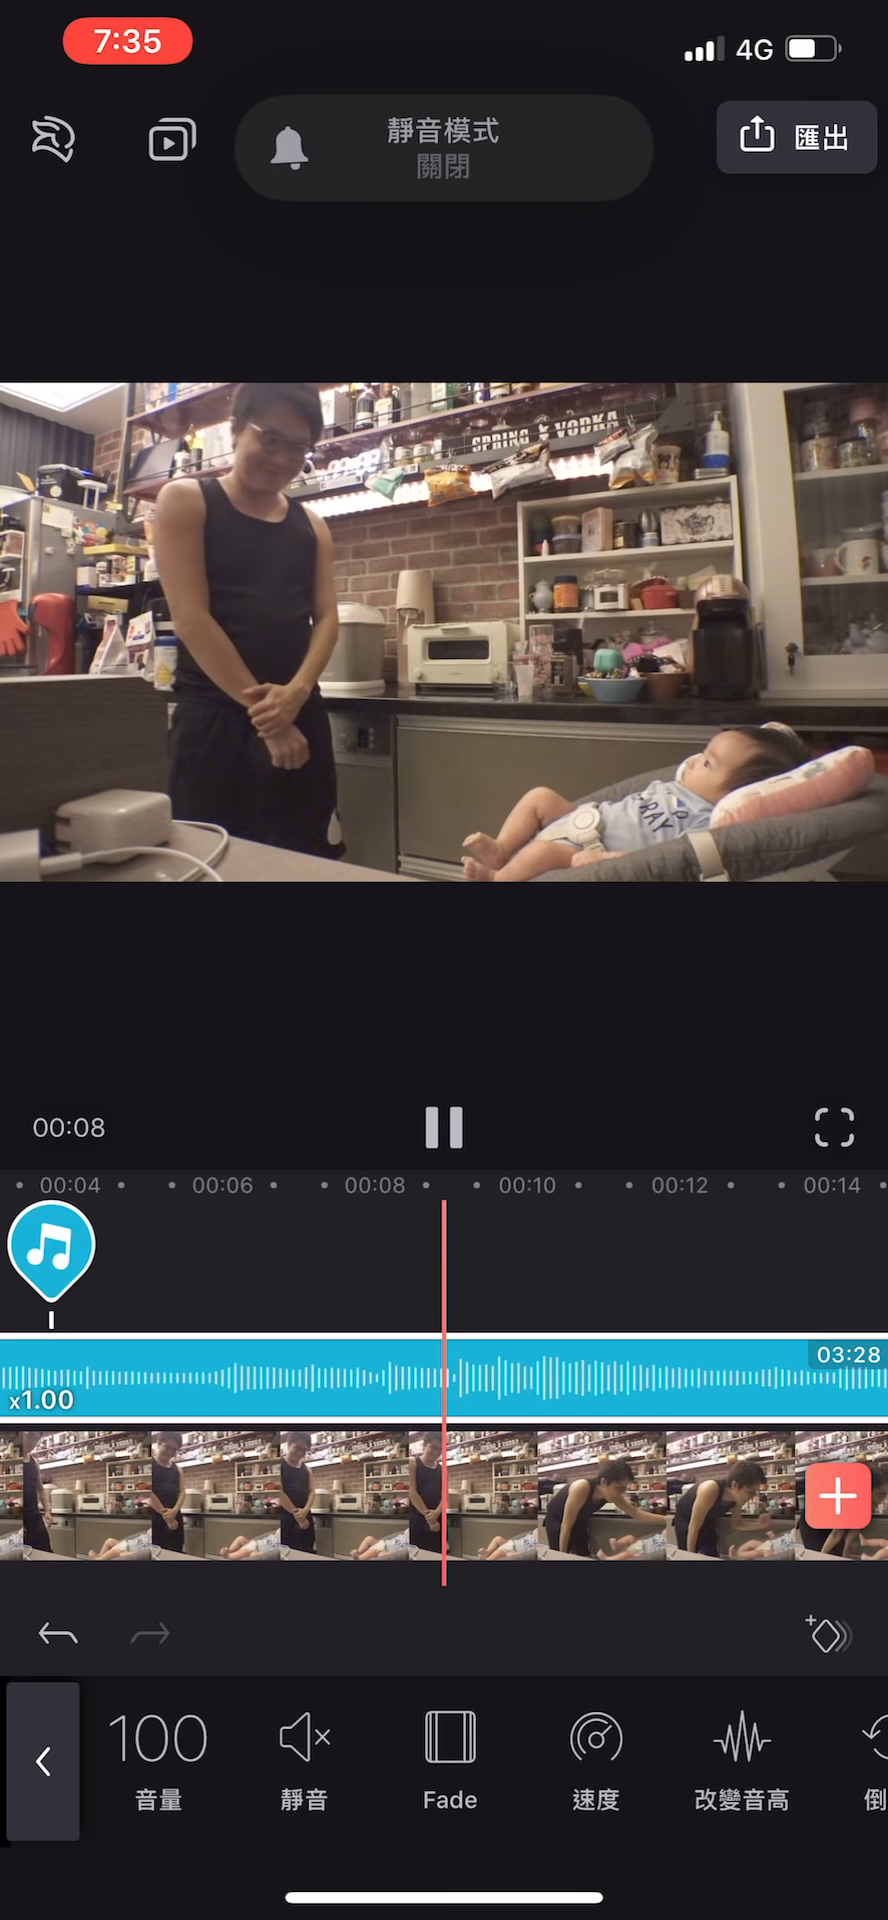 7:35
4G
靜音模式
關閉
匯出
SPRING VODKA
RAY
00:08
00:04
00:06
00:08
00:10
00:12
00:14
03:28
x1.00
100
音量
靜音
Fade
速度
改變音高
倒